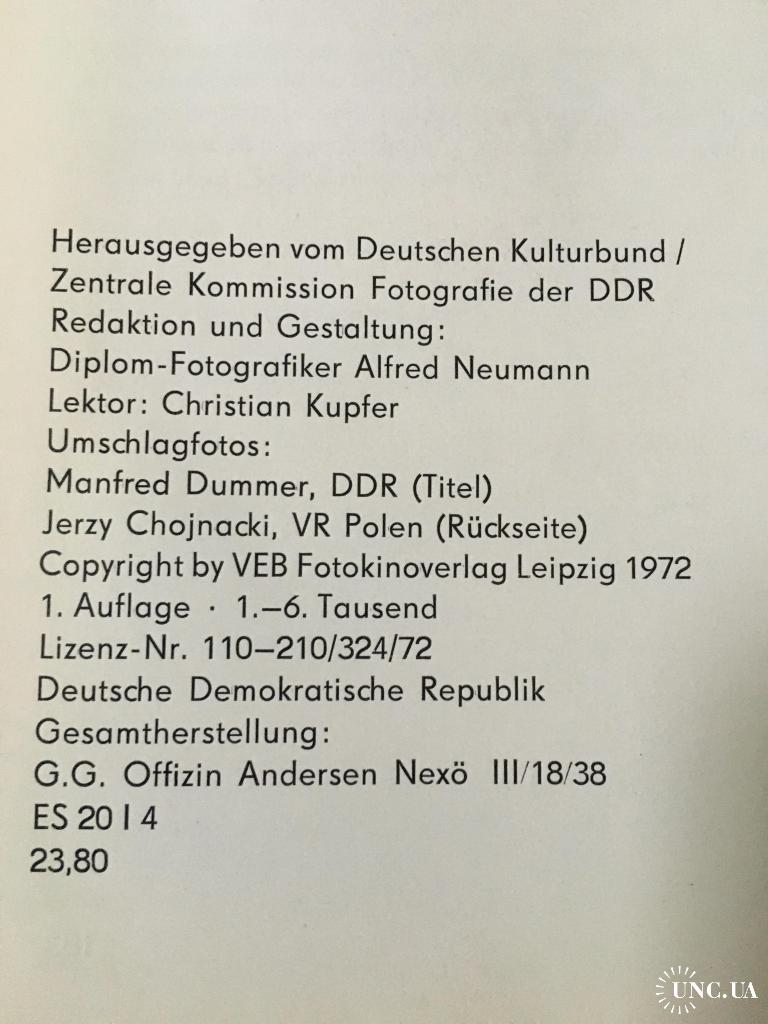 Herausgegeben vom Deutschen Kulturbund /
Zentrale Kommission Fotografie der DDR
Redaktion und Gestaltung:
Diplom-Fotografiker Alfred Neumann
Lektor: Christian Kupfer
Umschlagfotos:
Manfred Dummer, DDR (Titel)
Jerzy Chojnacki, VR Polen (Rückseite)
Copyright by VEB Fotokinoverlag Leipzig 1972
1. Auflage · 1.–6. Tausend
Lizenz-Nr. 110–210/324/72
Deutsche Demokratische Republik
Gesamtherstellung:
G.G. Offizin Andersen Nexö III/18/38
ES 20 I 4
23,80
UNC.UA